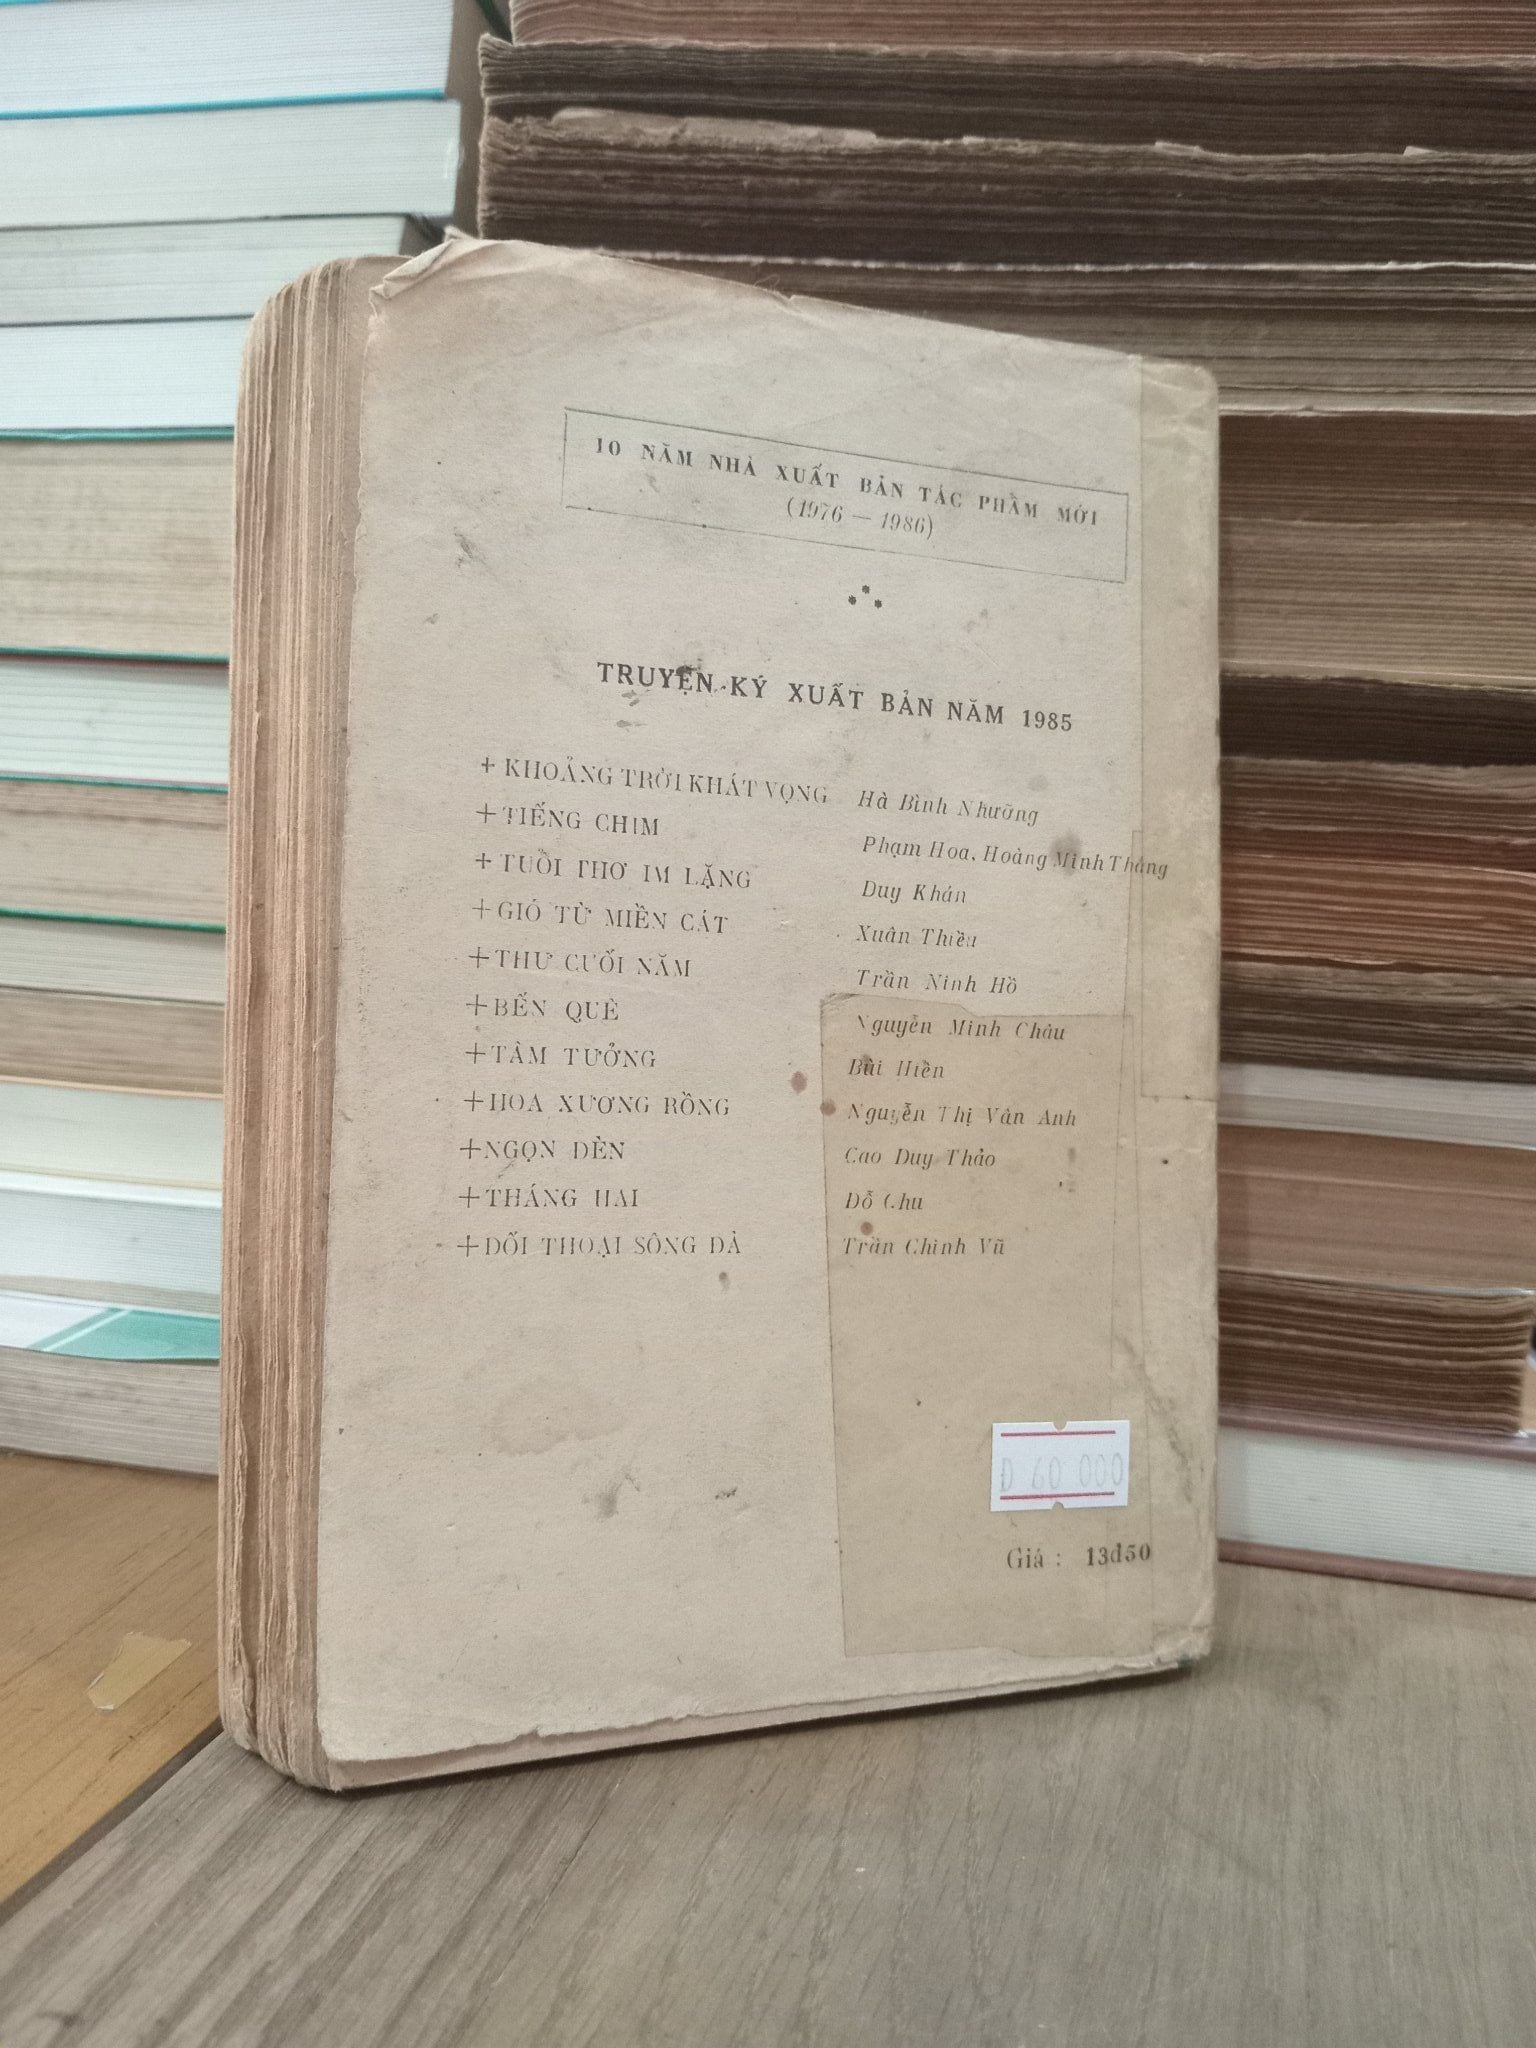 10 NĂM NHÀ XUẤT BẢN TÁC PHẨM MỚI
(1976 — 1986)
TRUYỆN KÝ XUẤT BẢN NĂM 1985
+ KHOẢNG TRỜI KHÁT VỌNG Hà Bình Nhưỡng
+ TIẾNG CHIM Phạm Hoa, Hoàng Minh Thắng
+ TUỔI THƠ IM LẶNG Duy Khán
+ GIÓ TỪ MIỀN CÁT Xuân Thiều
+ THƯ CUỐI NĂM Trần Ninh Hồ
+ BẾN QUÊ Nguyễn Minh Châu
+ TÂM TƯỞNG Bùi Hiền
+ HOA XƯƠNG RỒNG Nguyễn Thị Vân Anh
+ NGỌN ĐÈN Cao Duy Thảo
+ THÁNG HAI Đỗ Chu
+ ĐỐI THOẠI SÔNG ĐÀ Trần Chinh Vũ
Đ 60 000
Giá : 13đ50